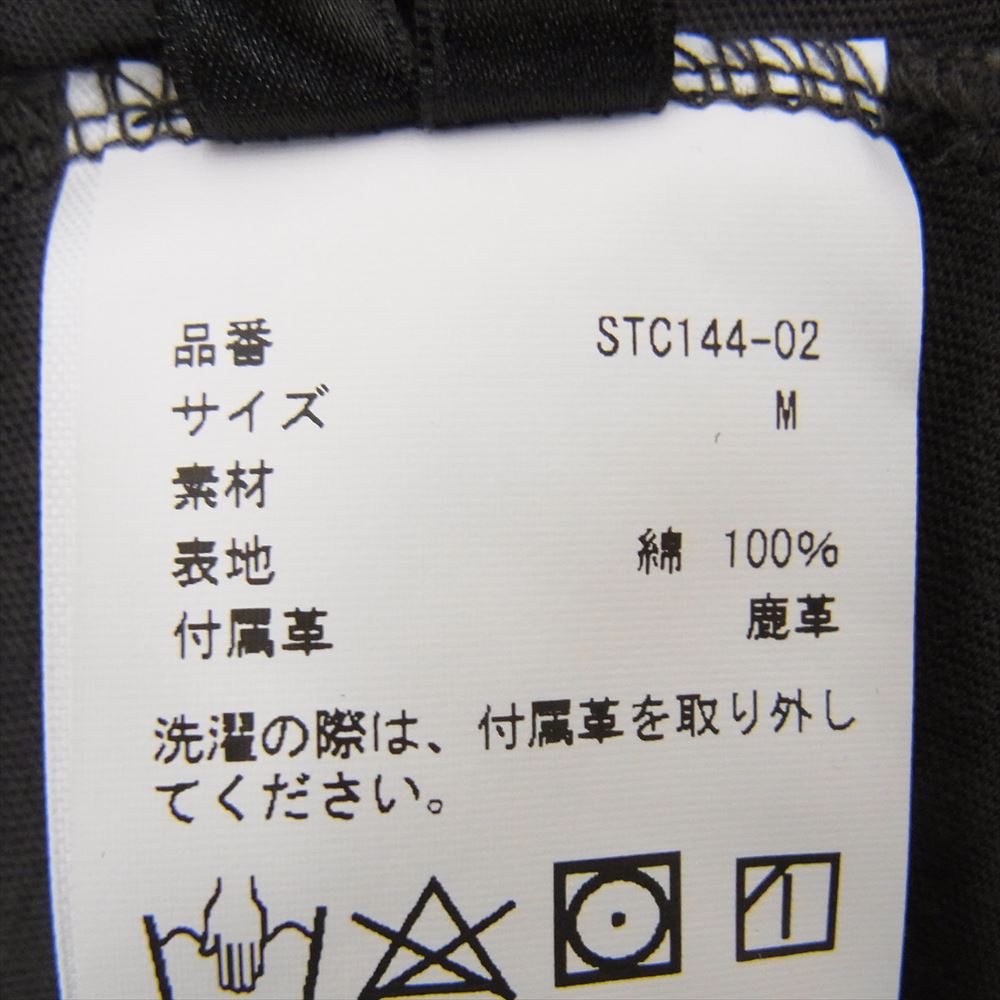 品番 STC144-02
サイズ M
素材
表地 綿 100%
付属革 鹿革
洗濯の際は、付属革を取り外し
てください。